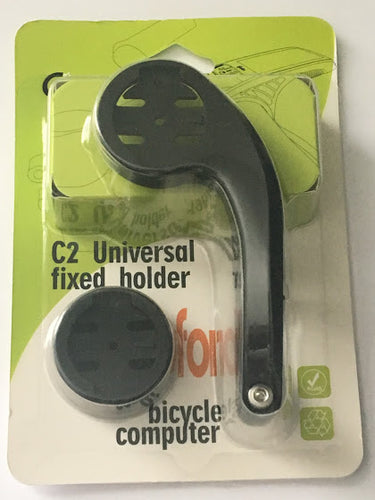 C2 Universal
fixed holder
for
bicycle
computer